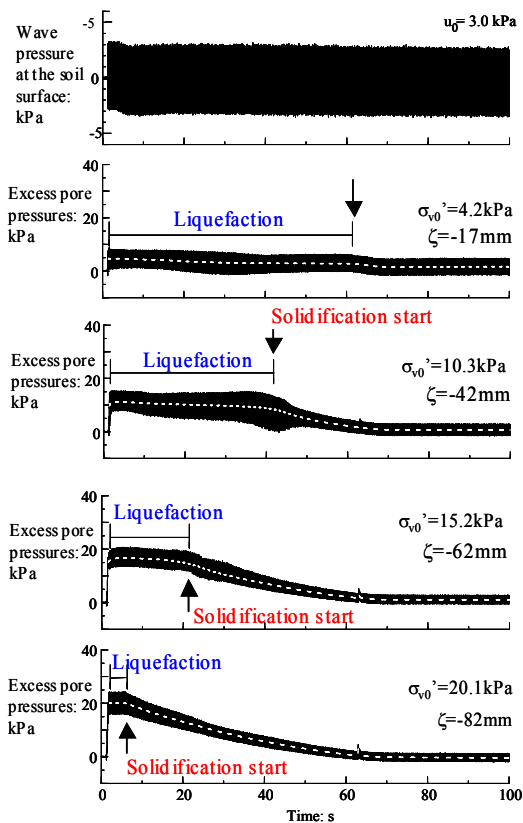 u0= 3.0 kPa
Wave
pressure
at the soil
surface:
kPa
-5
0
-5
40
20
0
Excess pore
pressures:
kPa
Liquefaction
σv0'=4.2kPa
ζ=-17mm
Solidification start
40
20
0
Excess pore
pressures:
kPa
Liquefaction
σv0'=10.3kPa
ζ=-42mm
40
20
0
Excess pore
pressures:
kPa
Liquefaction
σv0'=15.2kPa
ζ=-62mm
Solidification start
40
20
0
Excess pore
pressures:
kPa
Liquefaction
σv0'=20.1kPa
ζ=-82mm
Solidification start
0 20 40 60 80 100
Time: s